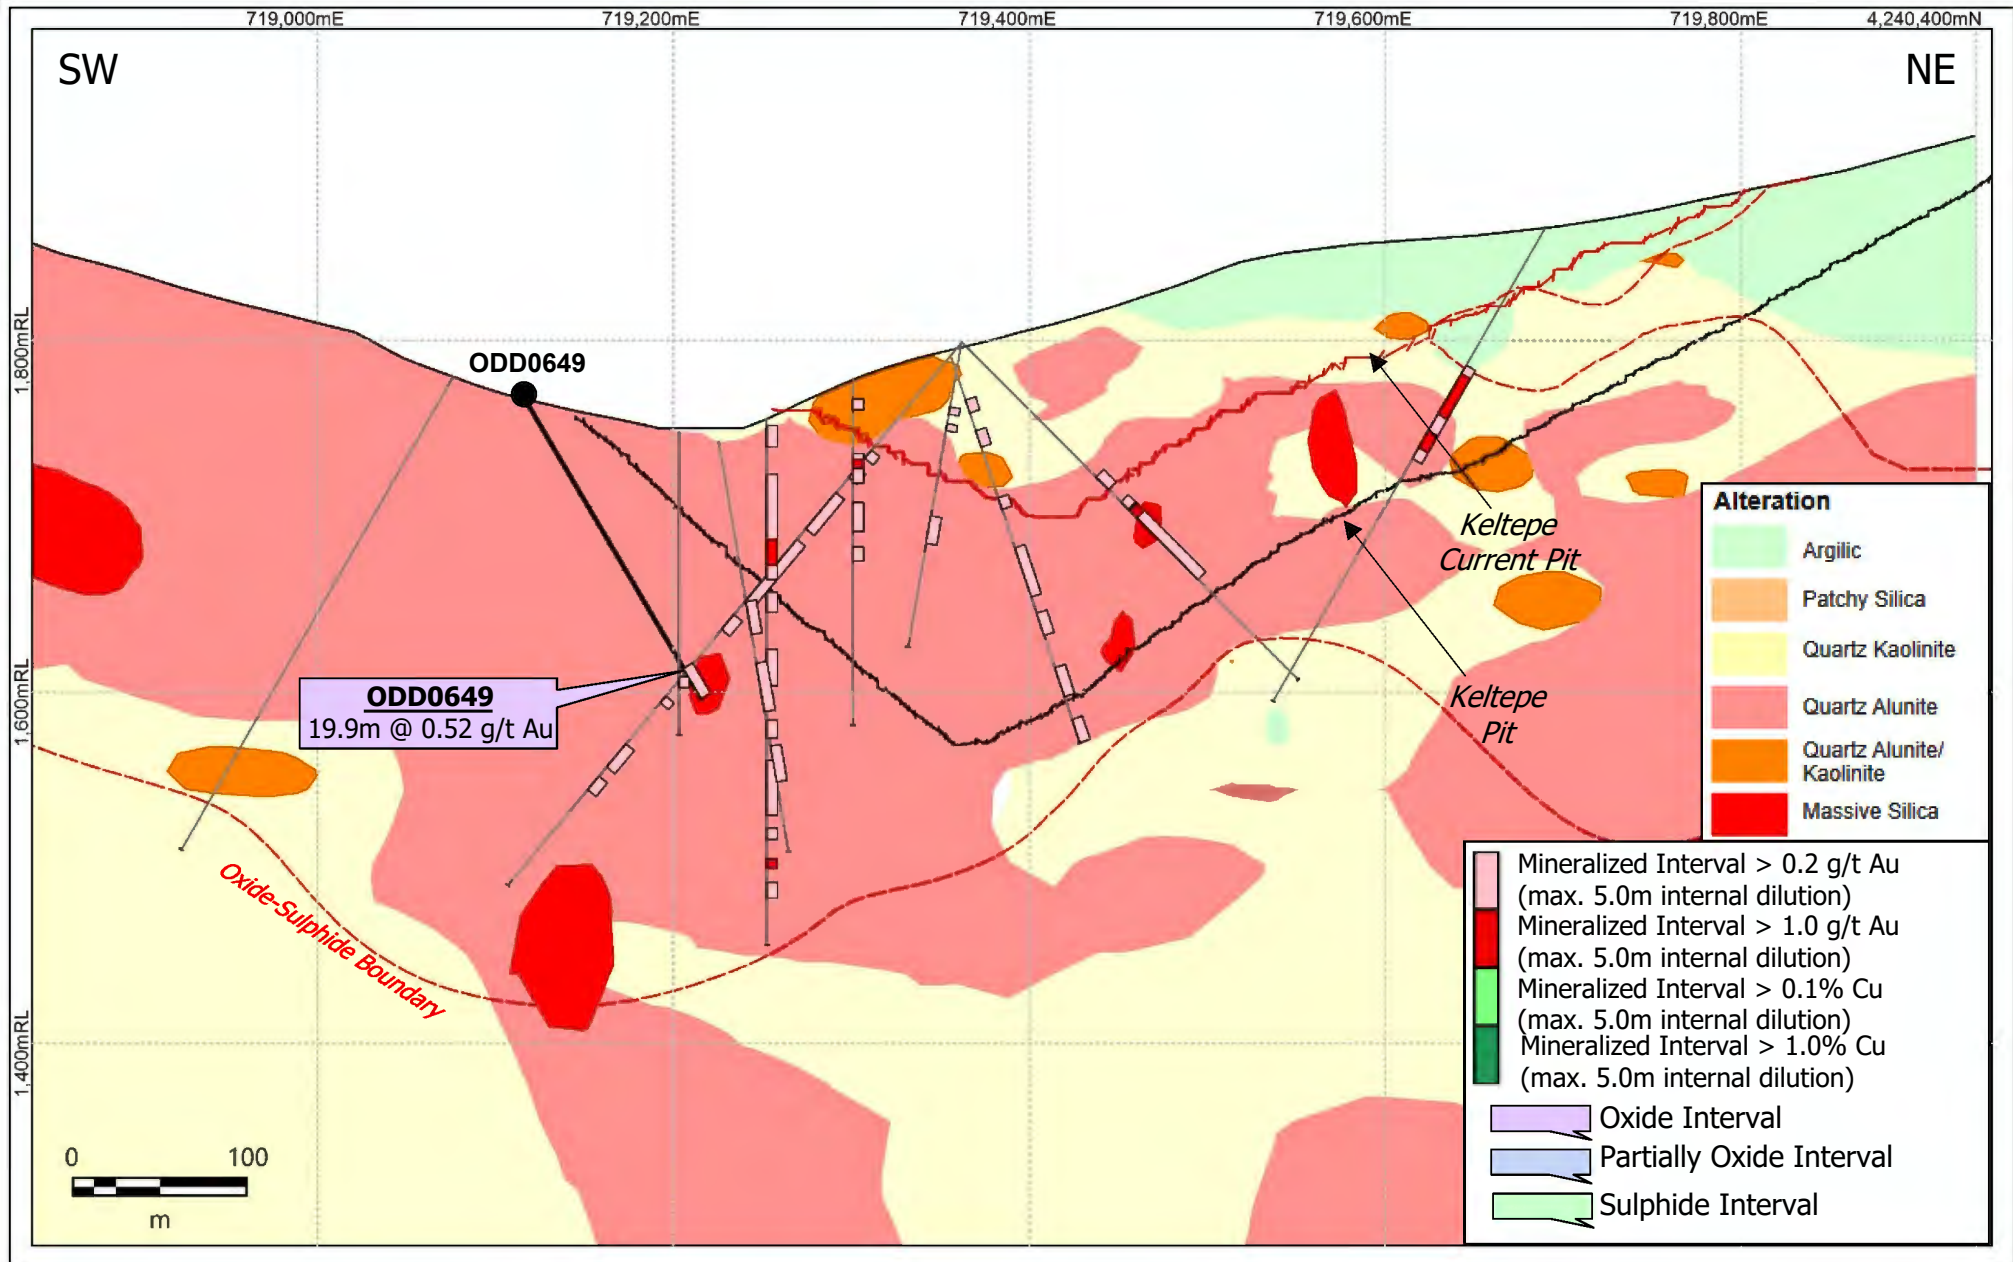 719,000mE
719,200mE
719,400mE
719,600mE
719,800mE
4,240,400mN
SW
NE
1,800mRL
1,600mRL
1,400mRL
ODD0649
ODD0649
19.9m @ 0.52 g/t Au
Oxide-Sulphide Boundary
Keltepe
Current Pit
Keltepe
Pit
Alteration
Argilic
Patchy Silica
Quartz Kaolinite
Quartz Alunite
Quartz Alunite/
Kaolinite
Massive Silica
Mineralized Interval > 0.2 g/t Au
(max. 5.0m internal dilution)
Mineralized Interval > 1.0 g/t Au
(max. 5.0m internal dilution)
Mineralized Interval > 0.1% Cu
(max. 5.0m internal dilution)
Mineralized Interval > 1.0% Cu
(max. 5.0m internal dilution)
Oxide Interval
Partially Oxide Interval
Sulphide Interval
0 100
m